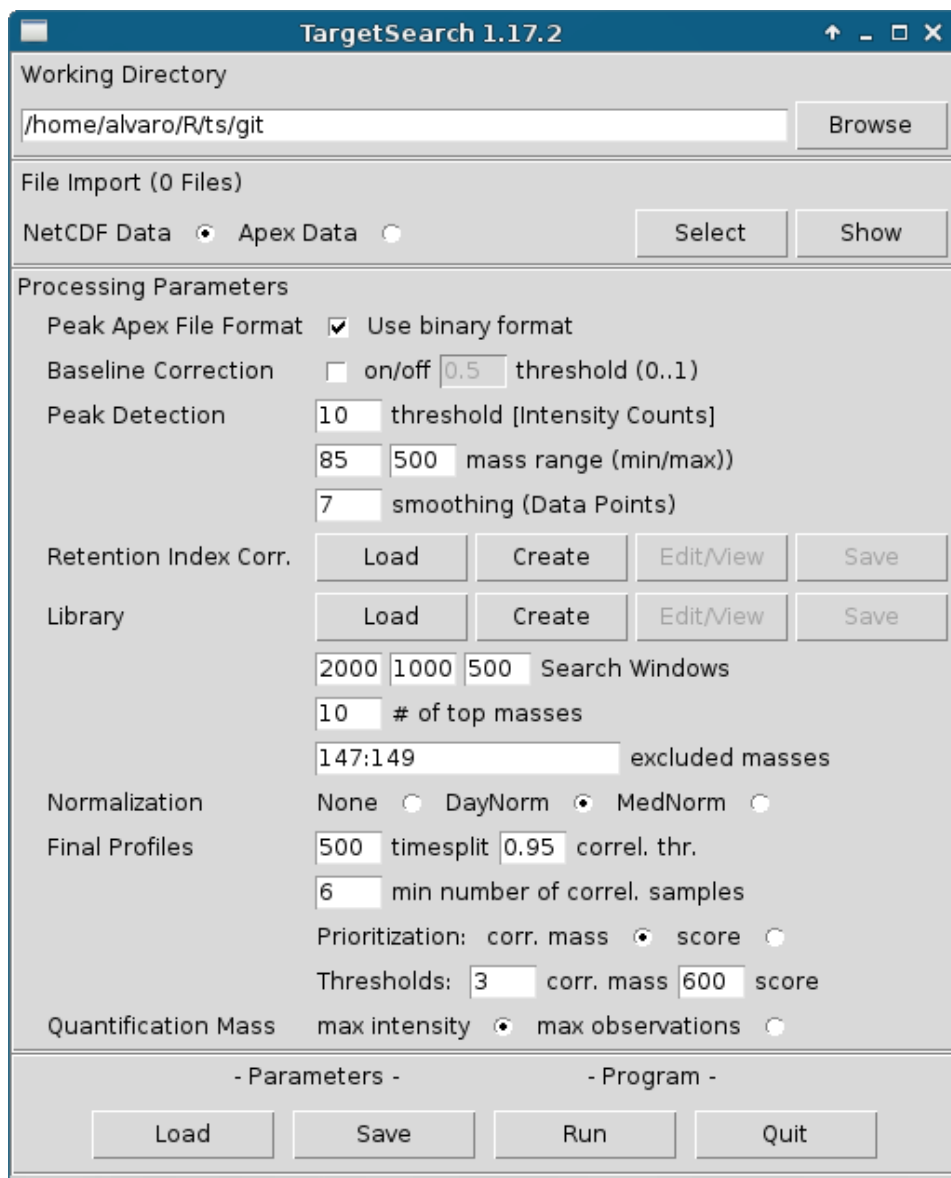 TargetSearch 1.17.2
Working Directory
/home/alvaro/R/ts/git Browse
File Import (0 Files)
NetCDF Data Apex Data Select Show
Processing Parameters
Peak Apex File Format Use binary format
Baseline Correction on/off 0.5 threshold (0..1)
Peak Detection 10 threshold [Intensity Counts]
85 500 mass range (min/max))
7 smoothing (Data Points)
Retention Index Corr. Load Create Edit/View Save
Library Load Create Edit/View Save
2000 1000 500 Search Windows
10 # of top masses
147:149 excluded masses
Normalization None DayNorm MedNorm
Final Profiles 500 timesplit 0.95 correl. thr.
6 min number of correl. samples
Prioritization: corr. mass score
Thresholds: 3 corr. mass 600 score
Quantification Mass max intensity max observations
- Parameters - - Program -
Load Save Run Quit